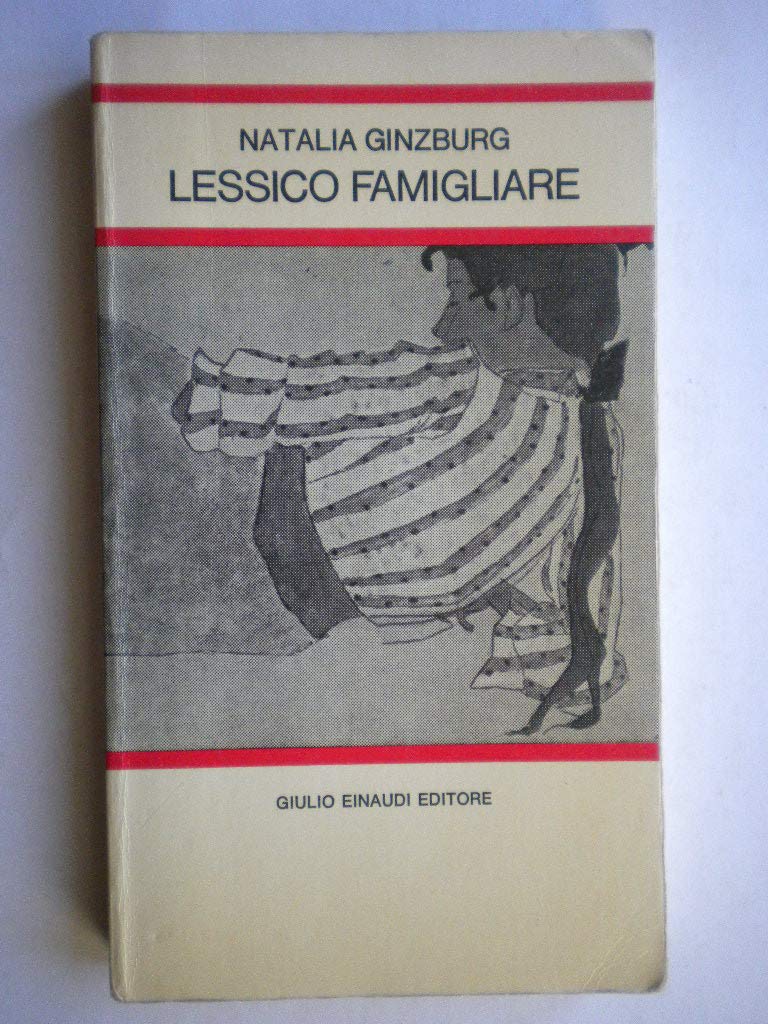 NATALIA GINZBURG
LESSICO FAMIGLIARE
GIULIO EINAUDI EDITORE